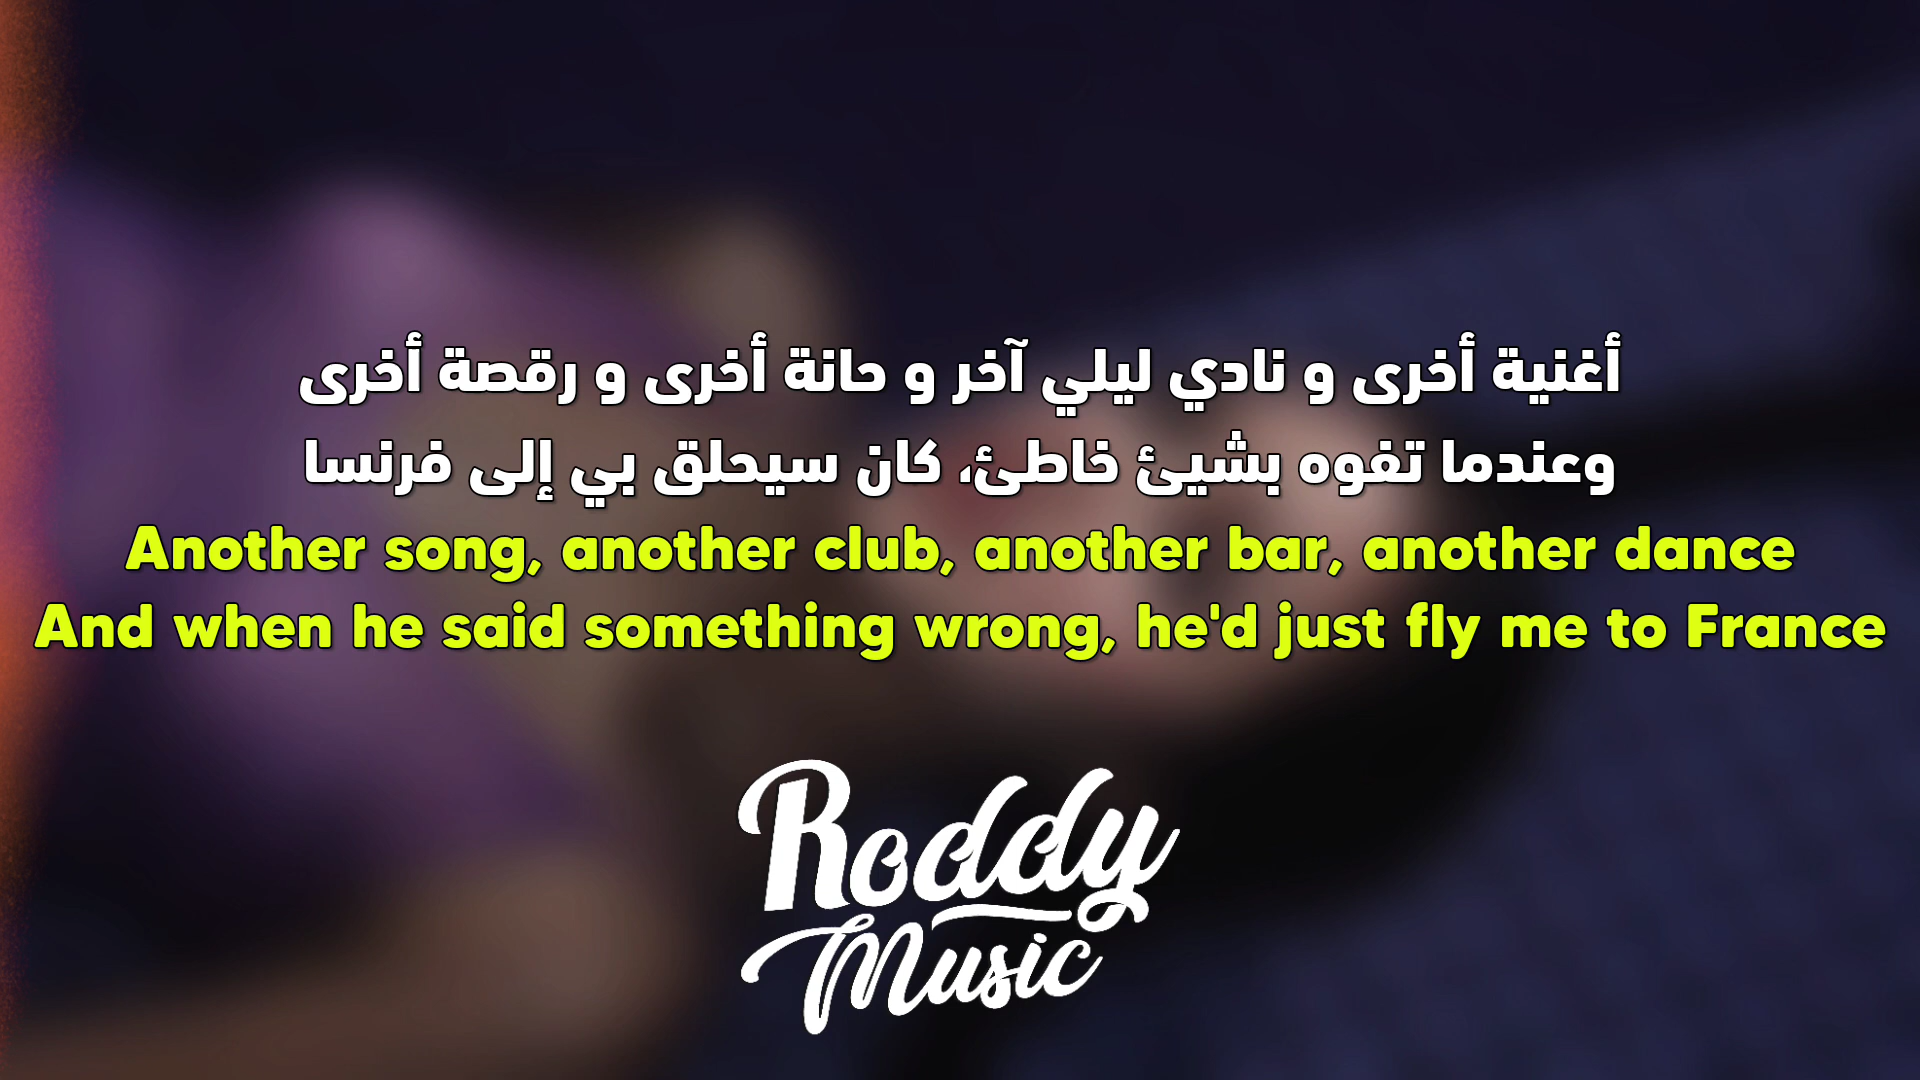 أغنية أخرى و نادي ليلي آخر و حانة أخرى و رقصة أخرى
وعندما تفوه بشيئ خاطئ، كان سيحلق بي إلى فرنسا
Another song, another club, another bar, another dance
And when he said something wrong, he'd just fly me to France
Roddy
Music